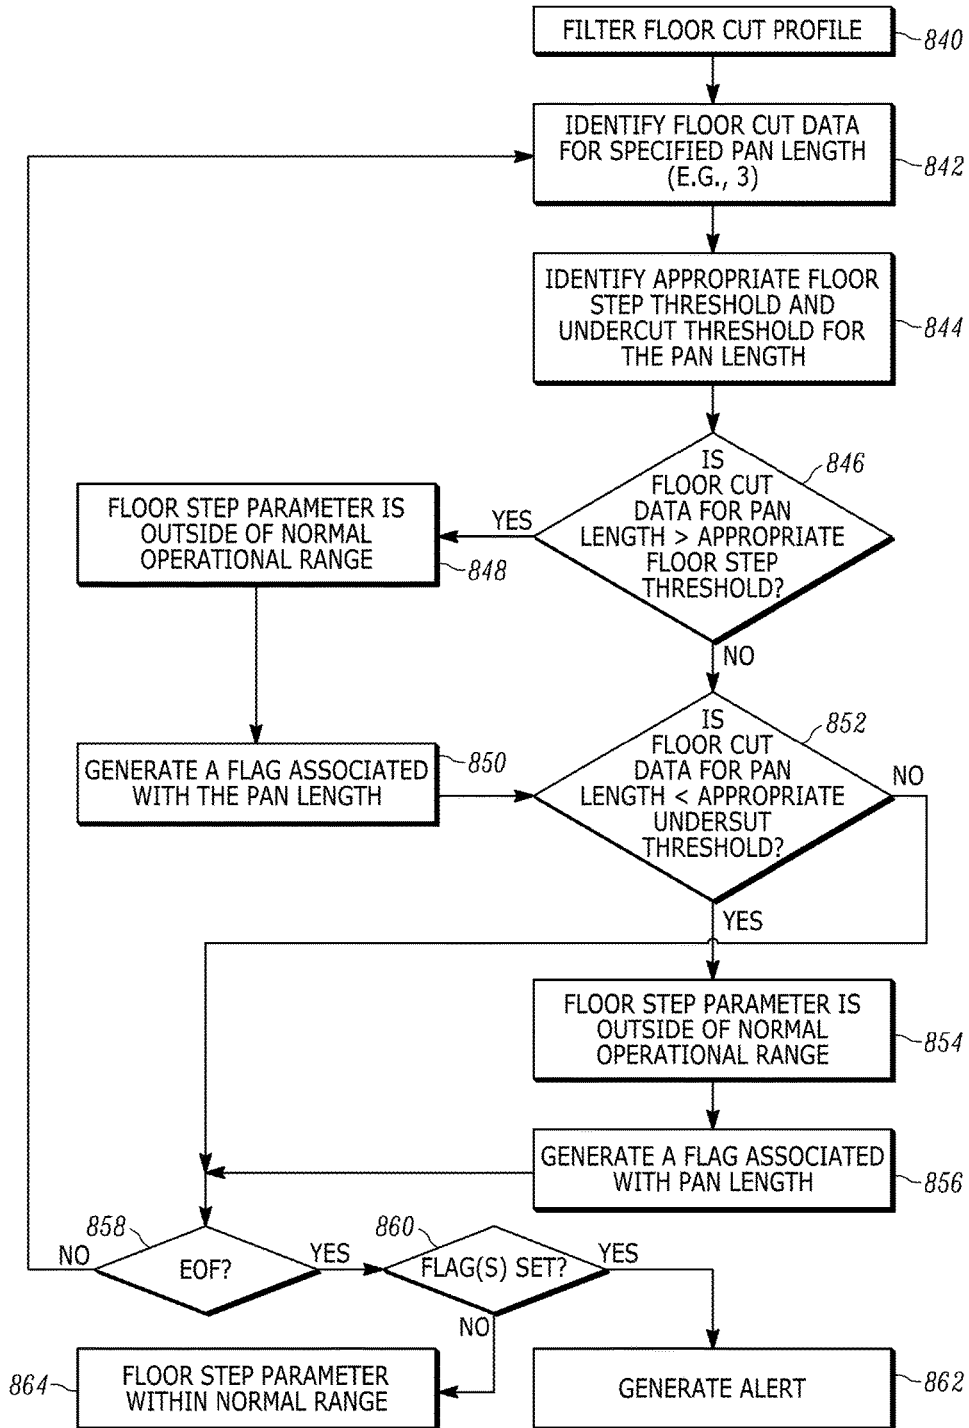 FILTER FLOOR CUT PROFILE
840
IDENTIFY FLOOR CUT DATA
FOR SPECIFIED PAN LENGTH
(E.G., 3)
842
IDENTIFY APPROPRIATE FLOOR
STEP THRESHOLD AND
UNDERCUT THRESHOLD FOR
THE PAN LENGTH
844
IS
FLOOR CUT
DATA FOR PAN
LENGTH > APPROPRIATE
FLOOR STEP
THRESHOLD?
846
YES
NO
FLOOR STEP PARAMETER IS
OUTSIDE OF NORMAL
OPERATIONAL RANGE
848
GENERATE A FLAG ASSOCIATED
WITH THE PAN LENGTH
850
IS
FLOOR CUT
DATA FOR PAN
LENGTH < APPROPRIATE
UNDERSUT
THRESHOLD?
852
NO
YES
FLOOR STEP PARAMETER IS
OUTSIDE OF NORMAL
OPERATIONAL RANGE
854
GENERATE A FLAG ASSOCIATED
WITH PAN LENGTH
856
858
NO
EOF?
YES
860
FLAG(S) SET?
YES
NO
864
FLOOR STEP PARAMETER
WITHIN NORMAL RANGE
GENERATE ALERT
862